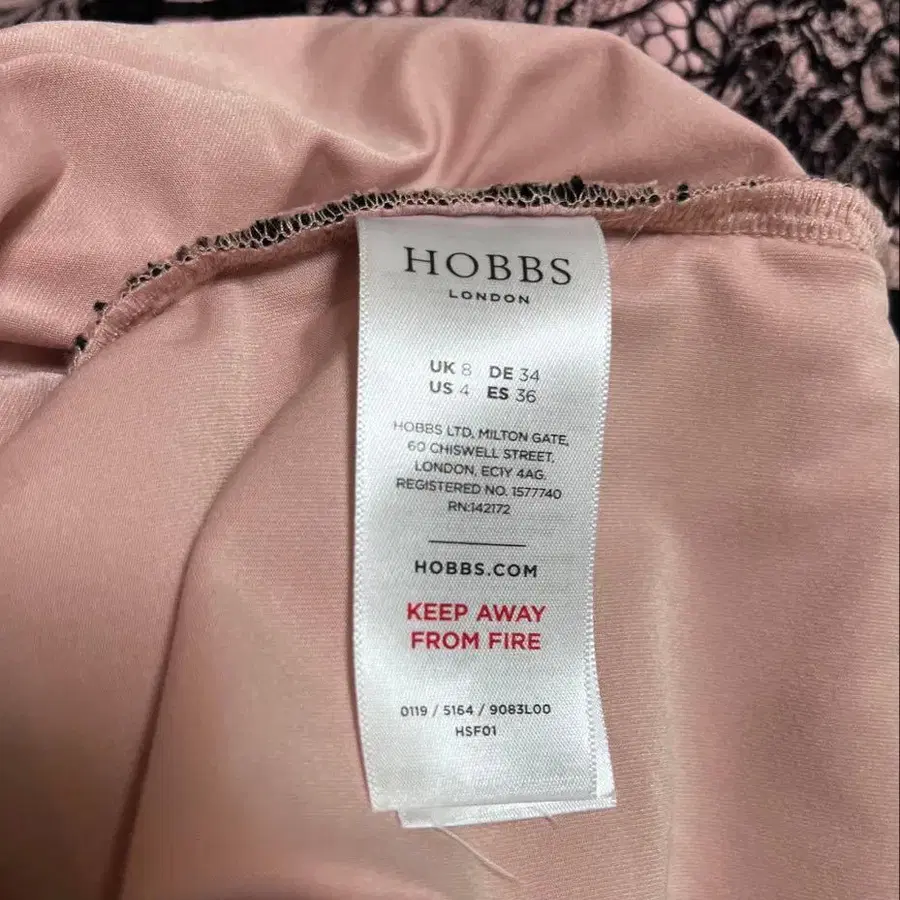 HOBBS
LONDON
UK 8 DE 34
US 4 ES 36
HOBBS LTD, MILTON GATE,
60 CHISWELL STREET,
LONDON, EC1Y 4AG.
REGISTERED NO. 1577740
RN:142172
HOBBS.COM
KEEP AWAY
FROM FIRE
0119 / 5164 / 9083L00
HSF01